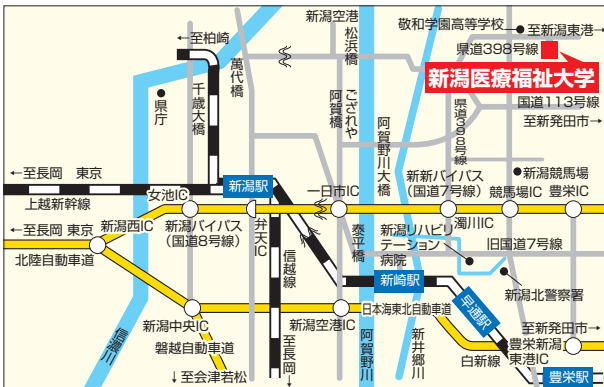 ←至柏崎
新潟空港
松浜橋
敬和学園高等学校
至新潟東港→
県道398号線
新潟医療福祉大学
萬代橋
千歳大橋
県庁
ござれや
阿賀橋
阿賀野川大橋
県道398号線
国道113号線
至新発田市→
←至長岡 東京
上越新幹線
女池IC
新潟駅
一日市IC
新新バイパス
(国道7号線)
新潟競馬場
競馬場IC
豊栄IC
←至長岡 東京
新潟西IC
北陸自動車道
新潟バイパス
(国道8号線)
弁天IC
信越線
泰平橋
新潟リハビリ
テーション
病院
濁川IC
旧国道7号線
新潟北警察署
新崎駅
早通駅
日本海東北自動車道
新潟中央IC
磐越自動車道
新潟空港IC
信濃川
↓至会津若松
至長岡↓
阿賀野川
新井郷川
白新線
至新発田市→
豊栄新潟
東港IC
豊栄駅